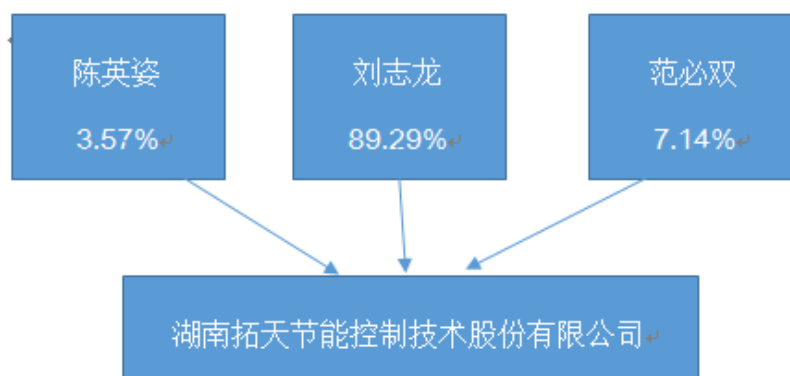 陈英姿
3.57%
刘志龙
89.29%
范必双
7.14%
湖南拓天节能控制技术股份有限公司